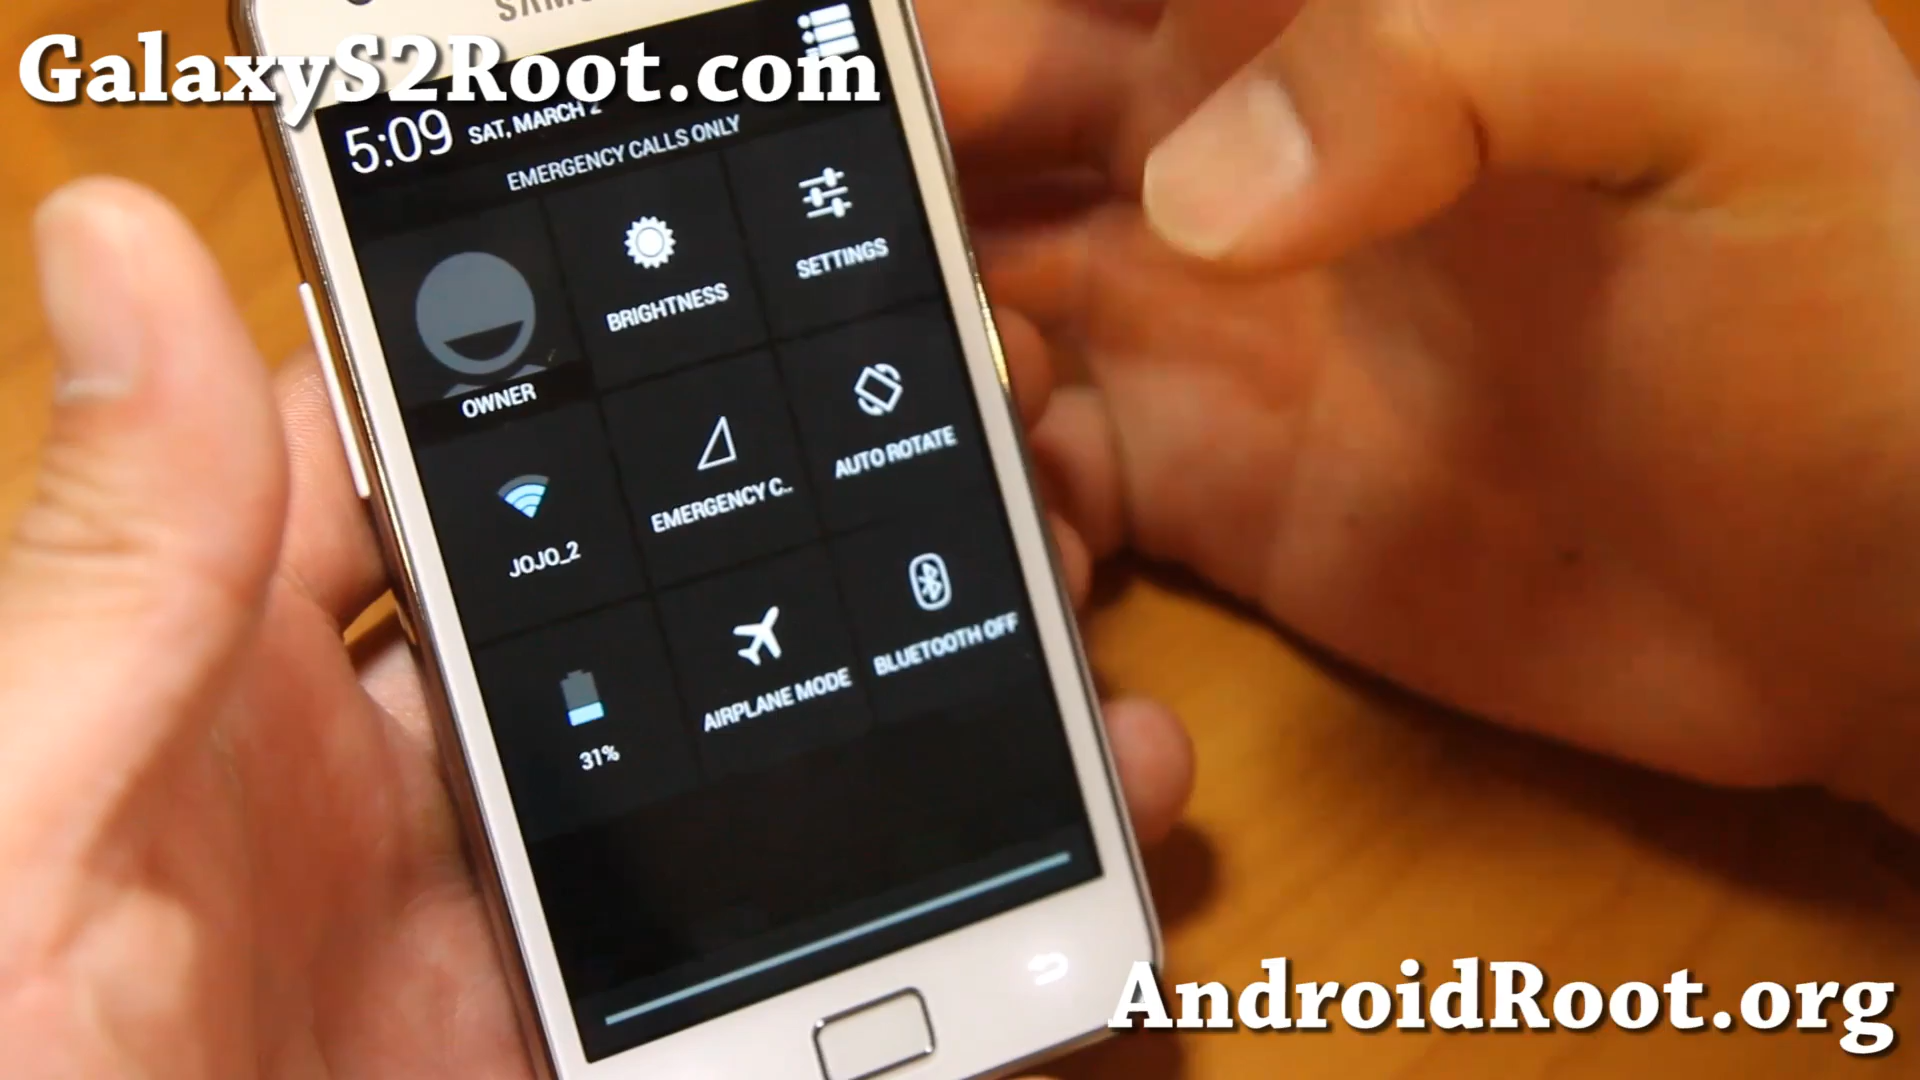 GalaxyS2Root.com
5:09 SAT, MARCH 2
EMERGENCY CALLS ONLY
OWNER
BRIGHTNESS
SETTINGS
JOJO_2
EMERGENCY C..
AUTO ROTATE
31%
AIRPLANE MODE
BLUETOOTH OFF
AndroidRoot.org